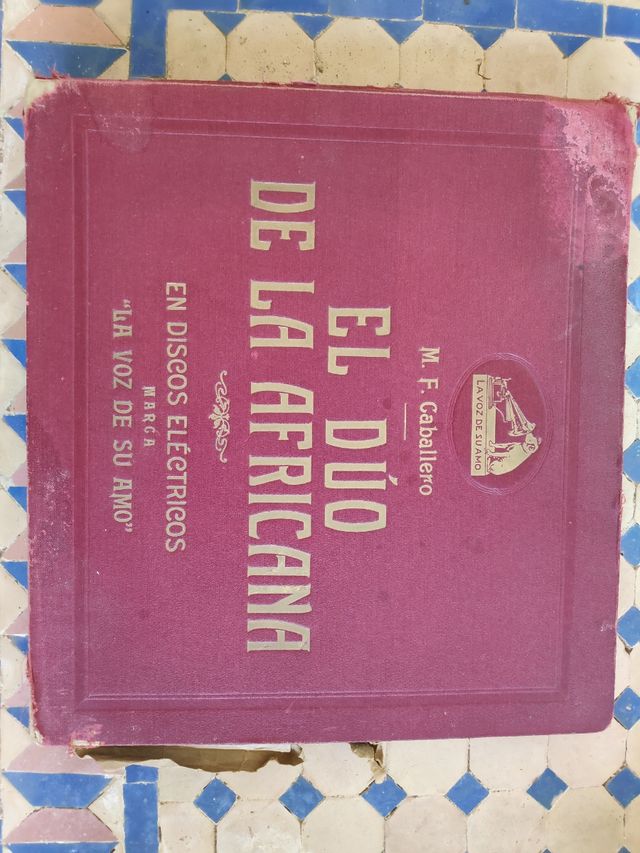 LA VOZ DE SU AMO
M. F. Caballero
EL DÚO
DE LA AFRICANA
EN DISCOS ELÉCTRICOS
MARCA
“LA VOZ DE SU AMO”